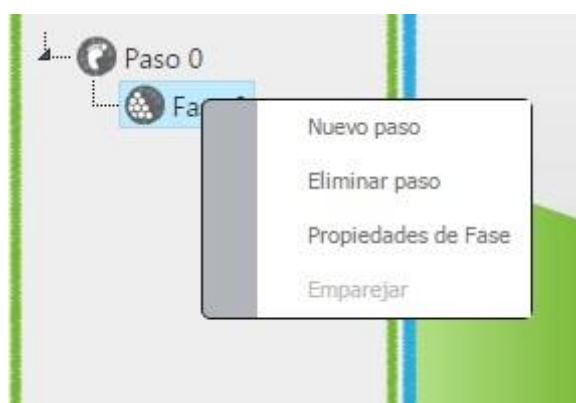 Paso 0
Nuevo paso
Eliminar paso
Propiedades de Fase
Emparejar